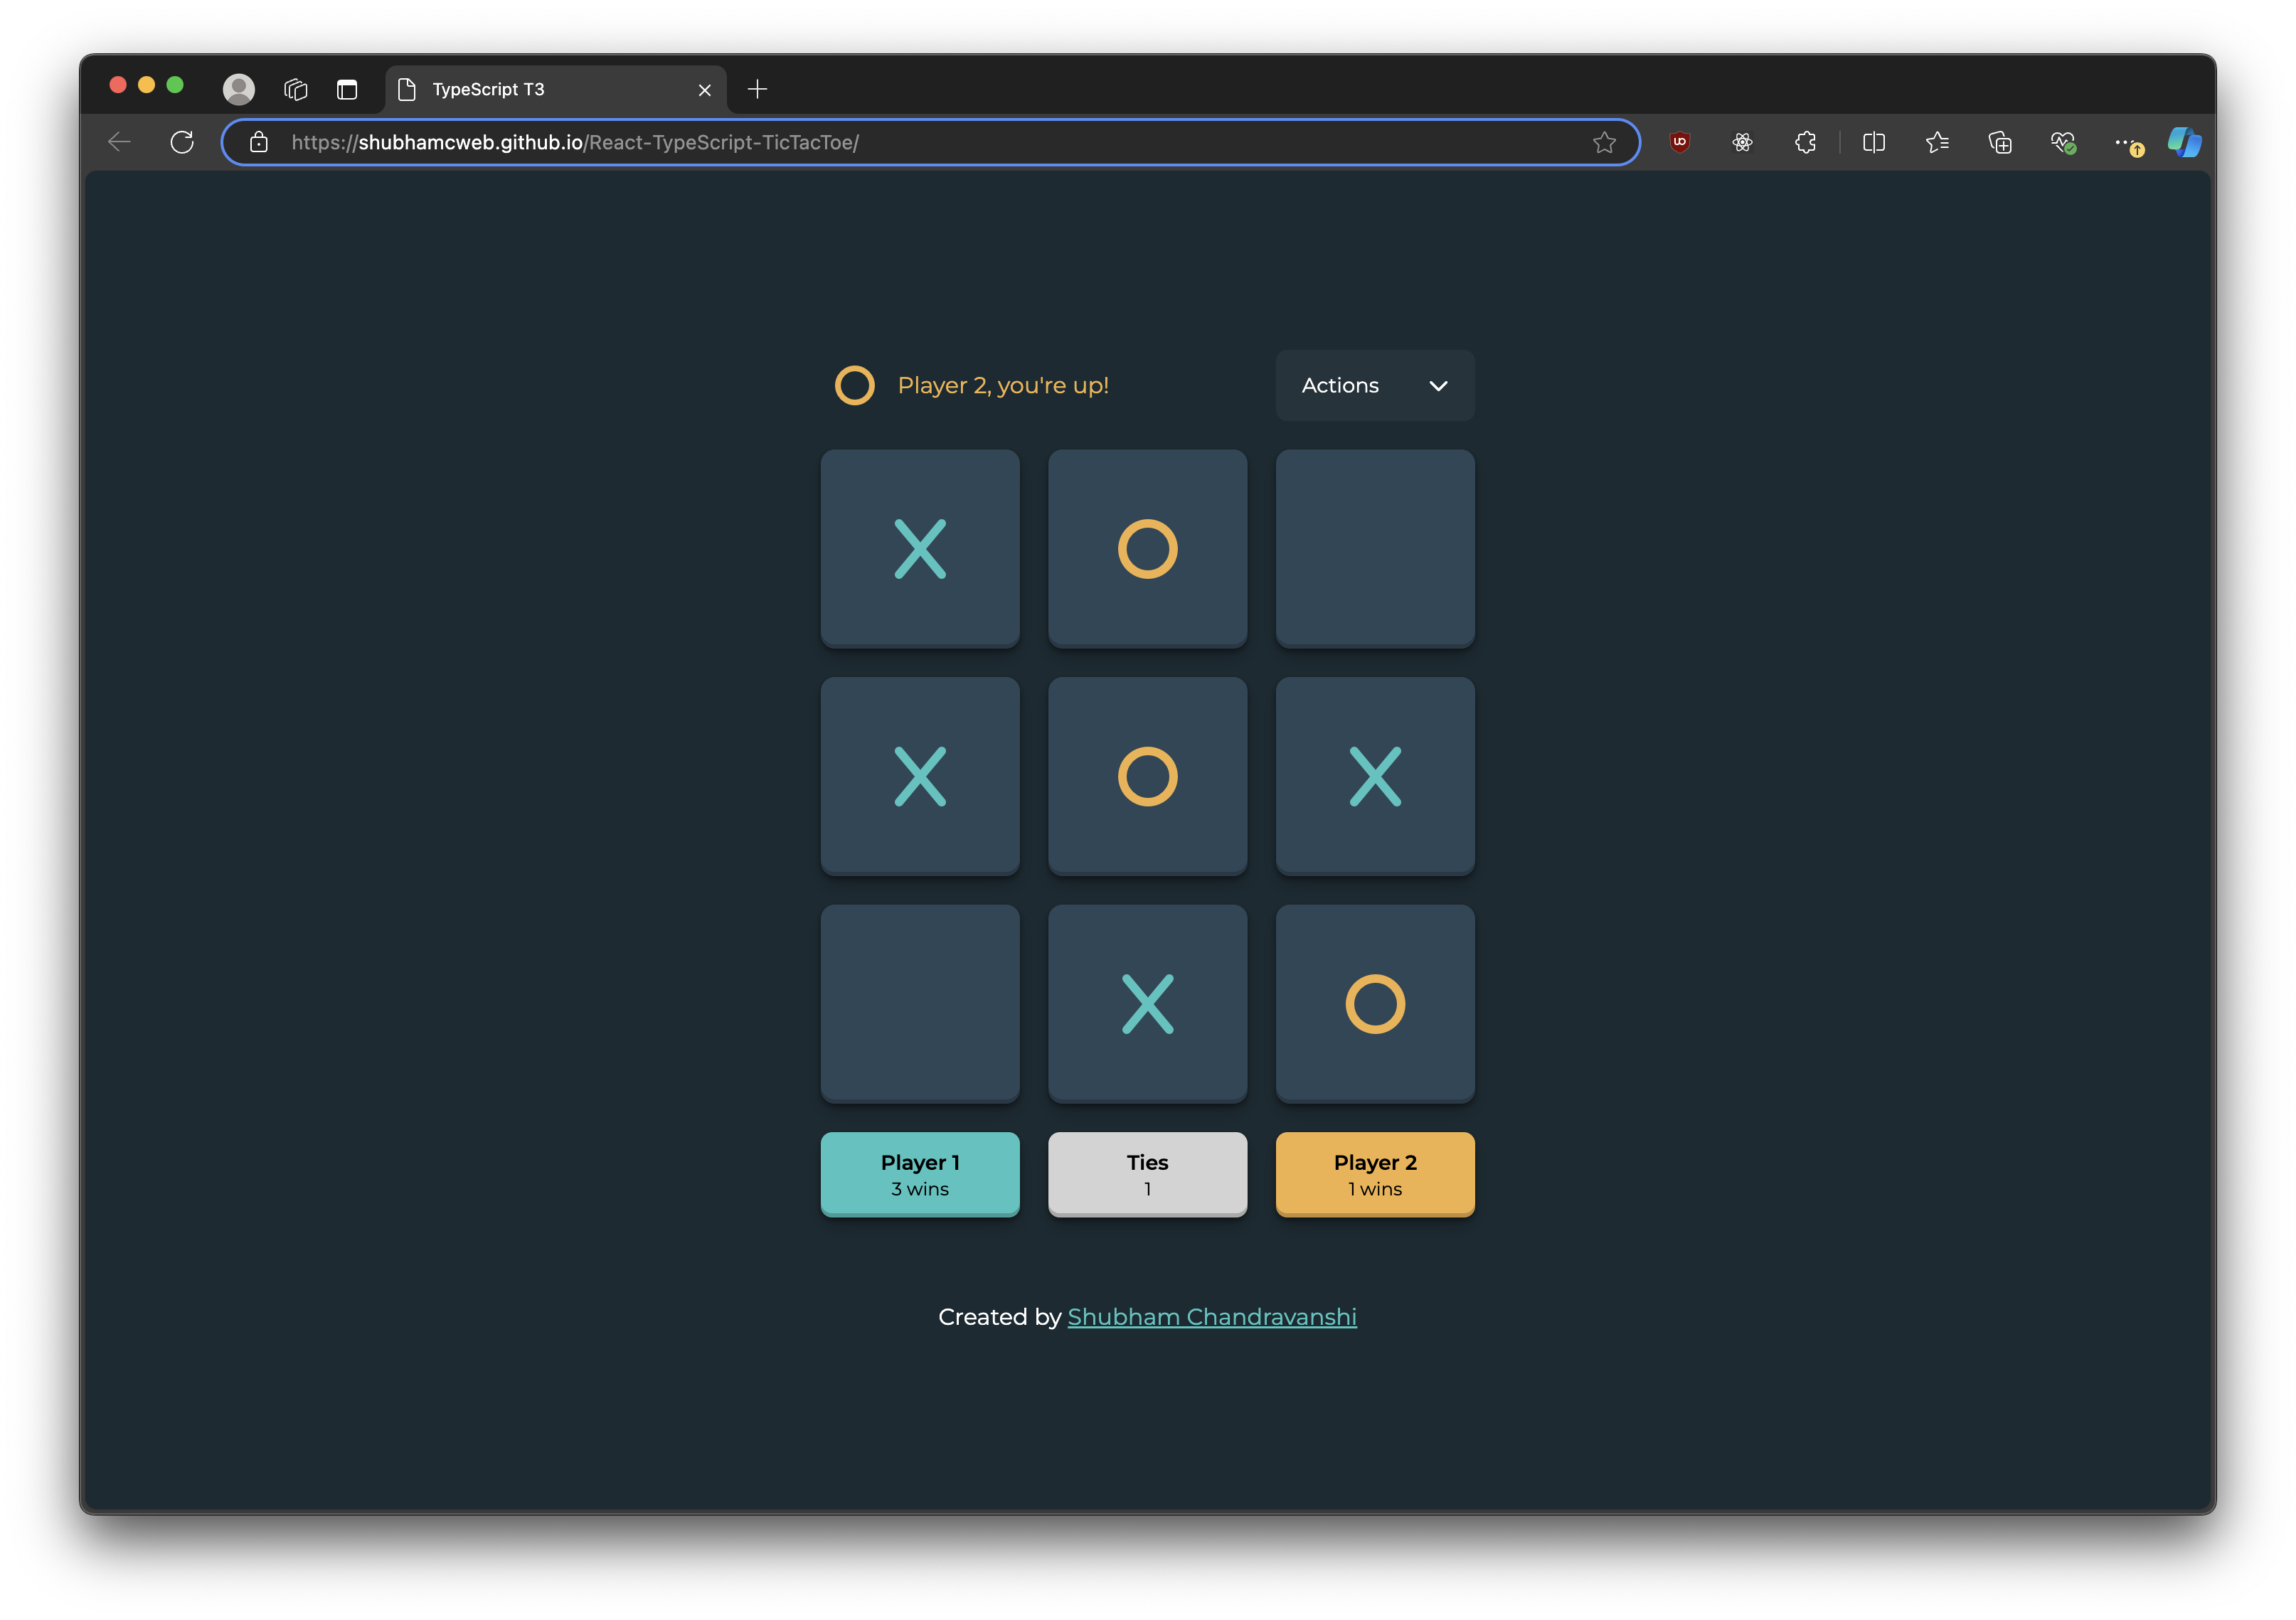 TypeScript T3
https://shubhamcweb.github.io/React-TypeScript-TicTacToe/
Player 2, you're up!
Actions
X O
X O X
X O
Player 1 Ties Player 2
3 wins 1 1 wins
Created by Shubham Chandravanshi